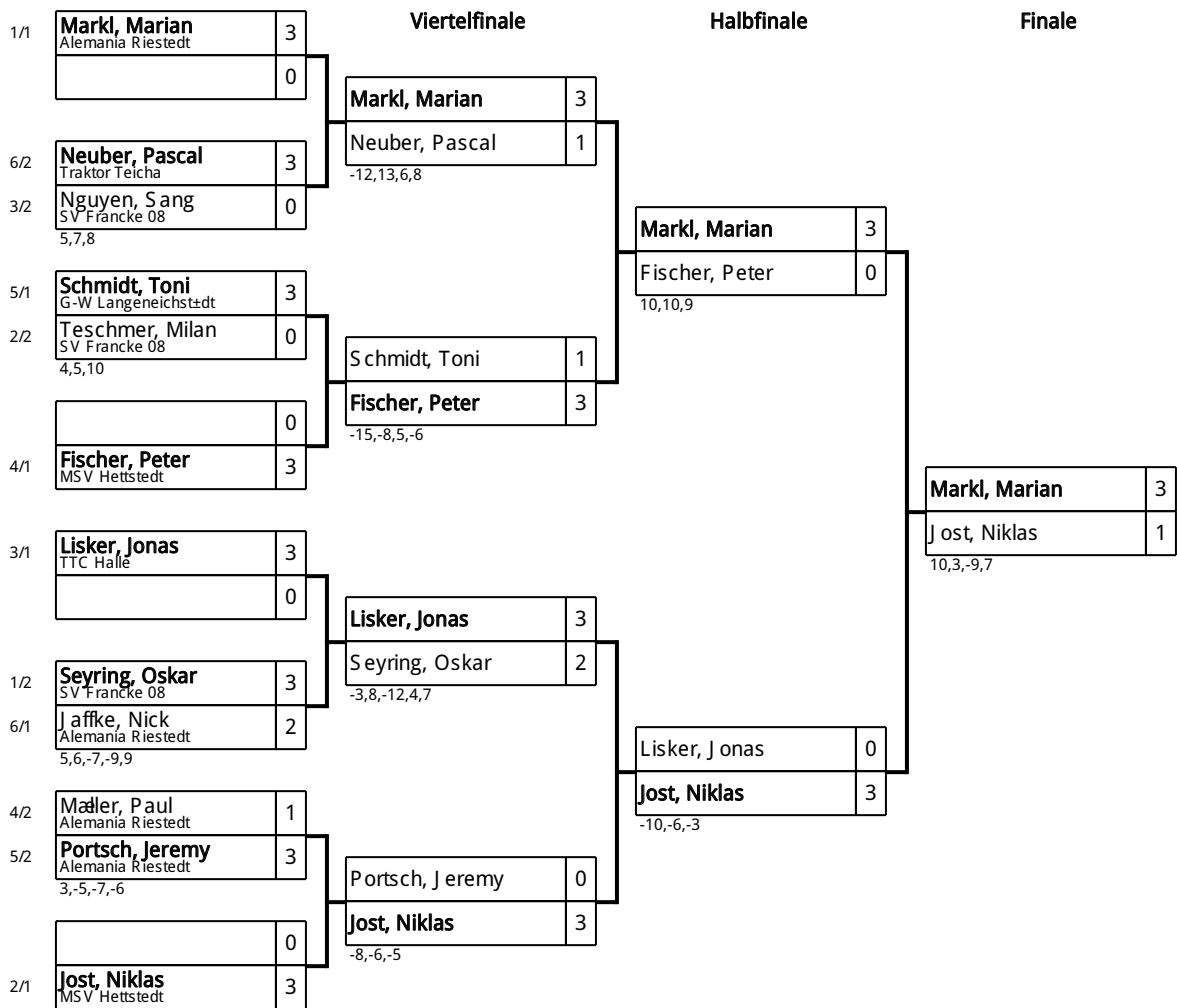 Viertelfinale
Halbfinale
Finale
1/1
Markl, Marian
3
Alemania Riestedt
0
6/2
Neuber, Pascal
3
Traktor Teicha
3/2
Nguyen, Sang
0
SV Francke 08
5,7,8
5/1
Schmidt, Toni
3
G-W Langeneichst±dt
2/2
Teschmer, Milan
0
SV Francke 08
4,5,10
0
4/1
Fischer, Peter
3
MSV Hettstedt
3/1
Lisker, Jonas
3
TTC Halle
0
1/2
Seyring, Oskar
3
SV Francke 08
6/1
Jaffke, Nick
2
Alemania Riestedt
5,6,-7,-9,9
4/2
Mæller, Paul
1
Alemania Riestedt
5/2
Portsch, Jeremy
3
Alemania Riestedt
3,-5,-7,-6
0
2/1
Jost, Niklas
3
MSV Hettstedt
Markl, Marian
3
Neuber, Pascal
1
-12,13,6,8
Schmidt, Toni
1
Fischer, Peter
3
-15,-8,5,-6
Lisker, Jonas
3
Seyring, Oskar
2
-3,8,-12,4,7
Portsch, Jeremy
0
Jost, Niklas
3
-8,-6,-5
Markl, Marian
3
Fischer, Peter
0
10,10,9
Lisker, Jonas
0
Jost, Niklas
3
-10,-6,-3
Markl, Marian
3
Jost, Niklas
1
10,3,-9,7